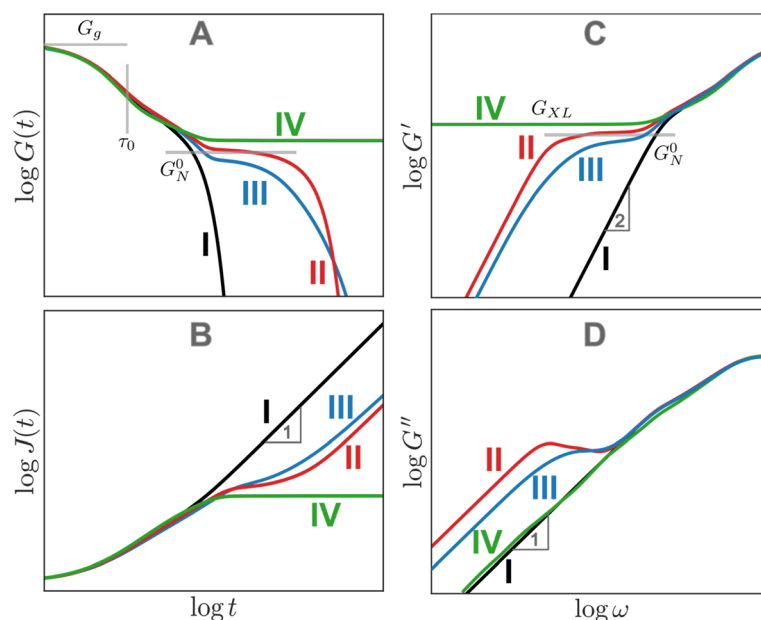 A
G_g
τ_0
G_N^0
IV
III
I
II
log G(t)
C
IV
G_XL
II
G_N^0
III
2
I
log G′
B
I
1
III
II
IV
log J(t)
log t
D
II
III
IV
1
I
log G″
log ω